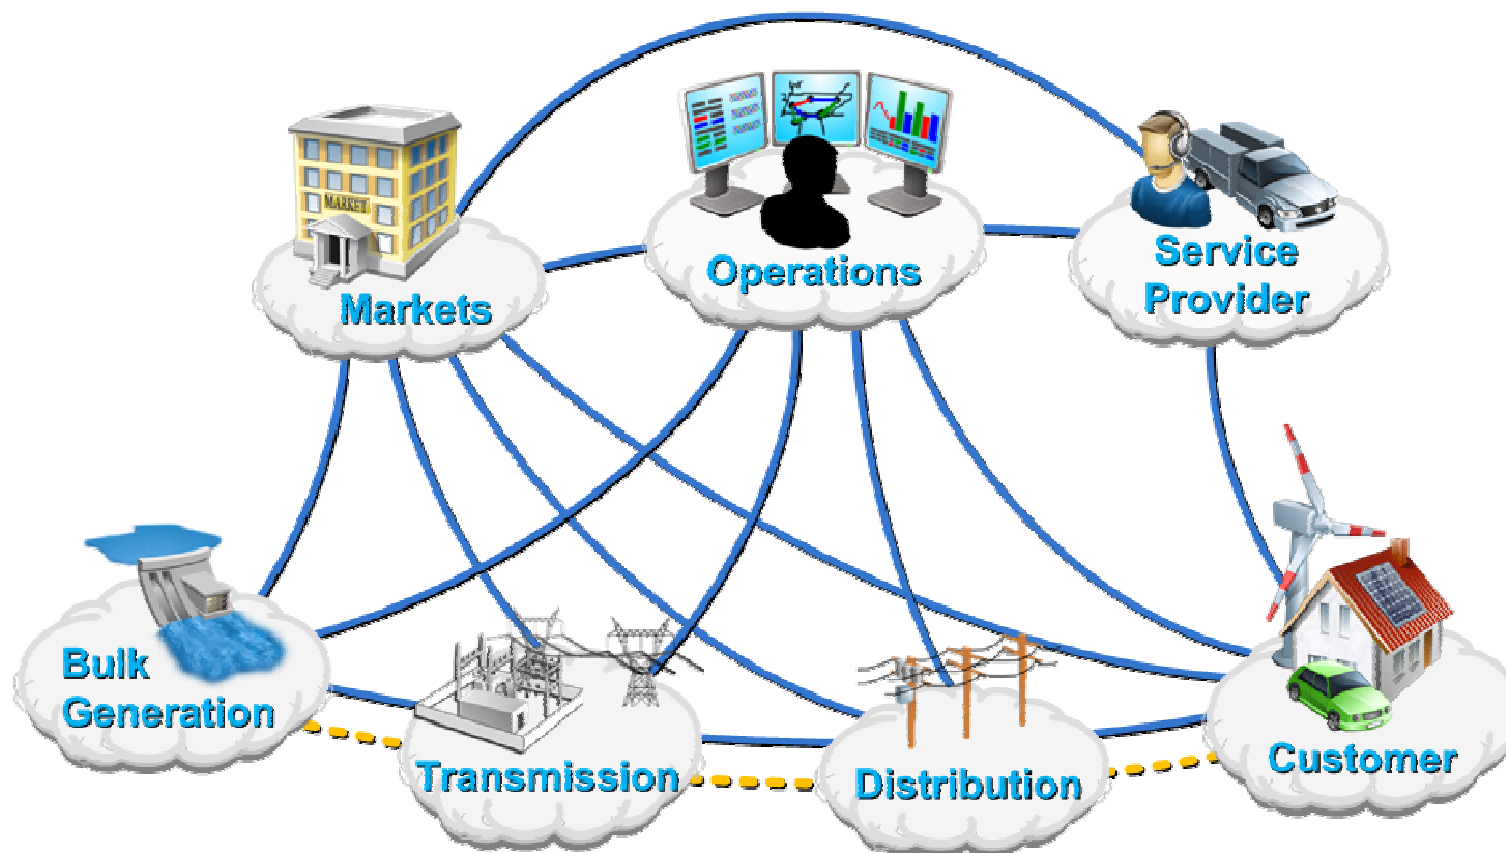 MARKET
Markets
Operations
Service
Provider
Bulk
Generation
Transmission
Distribution
Customer